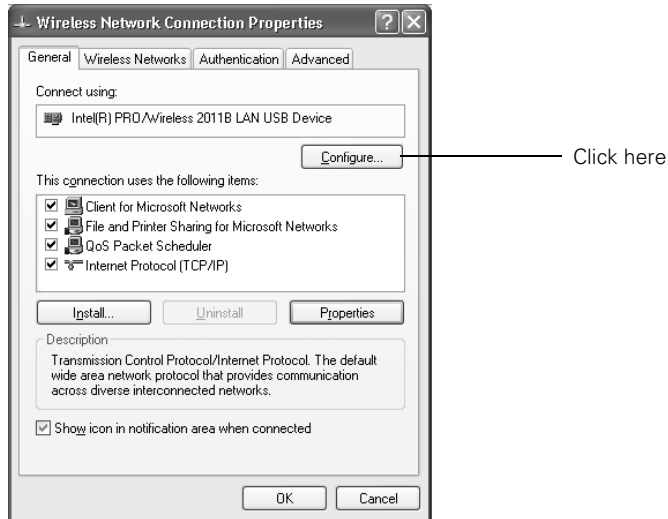 Wireless Network Connection Properties
General Wireless Networks Authentication Advanced
Connect using:
Intel(R) PRO/Wireless 2011B LAN USB Device
Configure...
Click here
This connection uses the following items:
Client for Microsoft Networks
File and Printer Sharing for Microsoft Networks
QoS Packet Scheduler
Internet Protocol (TCP/IP)
Install... Uninstall Properties
Description
Transmission Control Protocol/Internet Protocol. The default
wide area network protocol that provides communication
across diverse interconnected networks.
Show icon in notification area when connected
OK Cancel